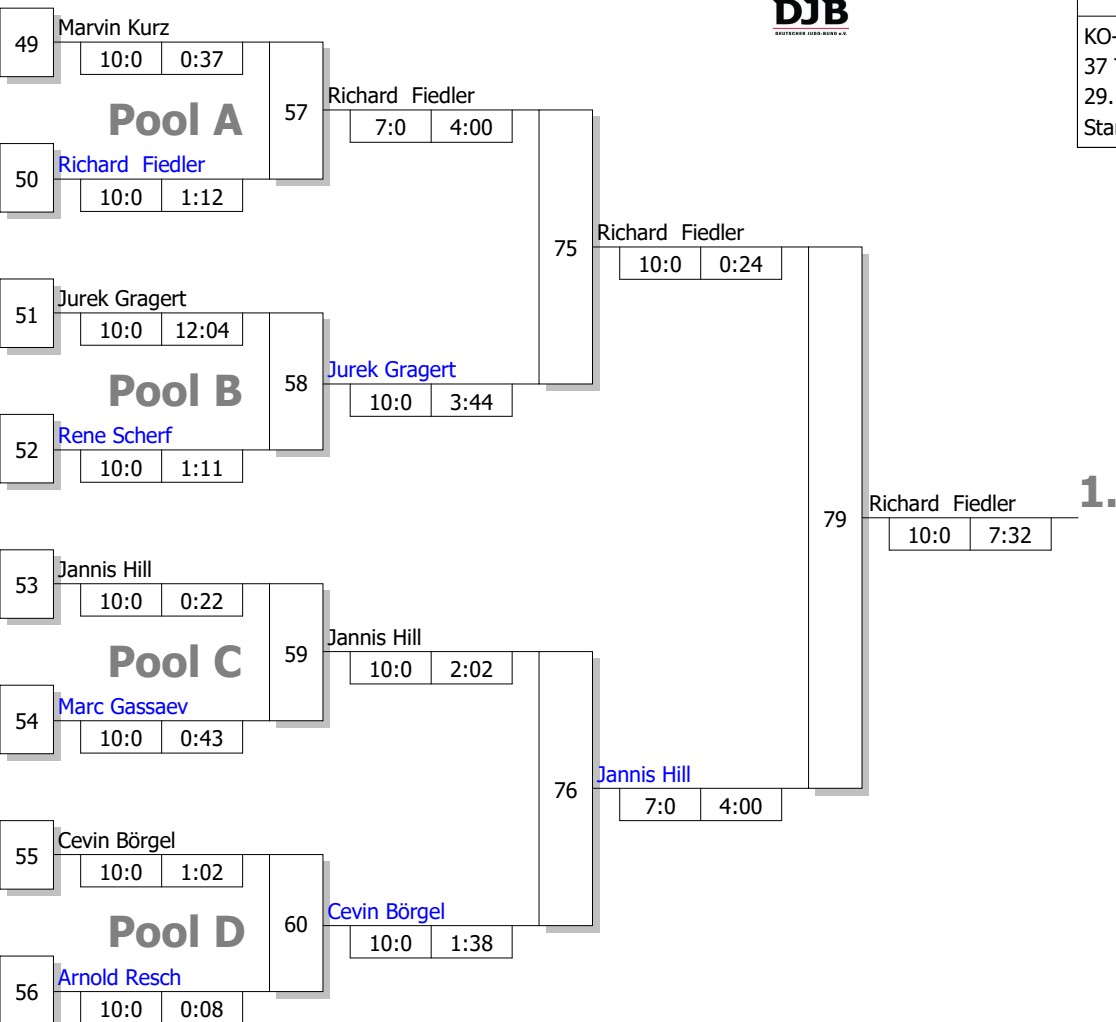 DJB
DEUTSCHER JUDO-BUND e.V.
KO-
37
29.
Star
49
Marvin Kurz
10:0 0:37
Pool A
57
Richard Fiedler
7:0 4:00
50
Richard Fiedler
10:0 1:12
75
Richard Fiedler
10:0 0:24
51
Jurek Gragert
10:0 12:04
Pool B
58
Jurek Gragert
10:0 3:44
52
Rene Scherf
10:0 1:11
79
Richard Fiedler
10:0 7:32
1.
53
Jannis Hill
10:0 0:22
Pool C
59
Jannis Hill
10:0 2:02
54
Marc Gassaev
10:0 0:43
76
Jannis Hill
7:0 4:00
55
Cevin Börgel
10:0 1:02
Pool D
60
Cevin Börgel
10:0 1:38
56
Arnold Resch
10:0 0:08